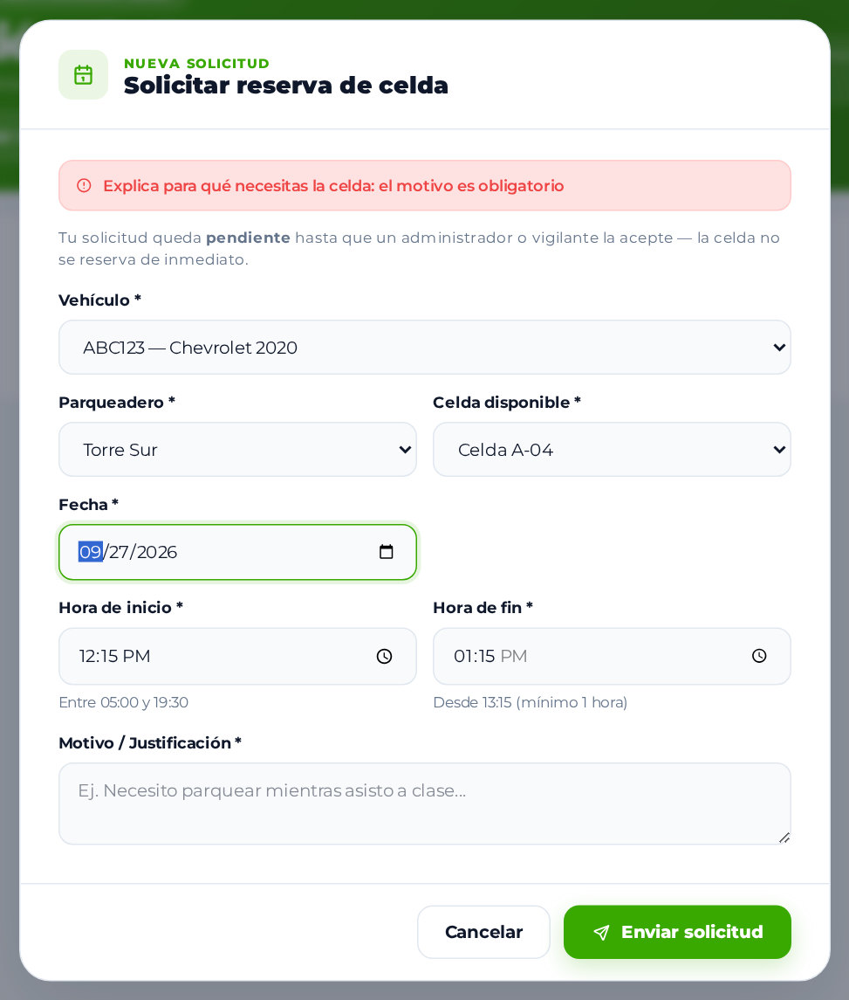 NUEVA SOLICITUD
Solicitar reserva de celda
Explica para qué necesitas la celda: el motivo es obligatorio
Tu solicitud queda pendiente hasta que un administrador o vigilante la acepte — la celda no
se reserva de inmediato.
Vehículo *
ABC123 — Chevrolet 2020
Parqueadero *
Celda disponible *
Torre Sur
Celda A-04
Fecha *
09/27/2026
Hora de inicio *
Hora de fin *
12:15 PM
01:15 PM
Entre 05:00 y 19:30
Desde 13:15 (mínimo 1 hora)
Motivo / Justificación *
Ej. Necesito parquear mientras asisto a clase...
Cancelar
Enviar solicitud